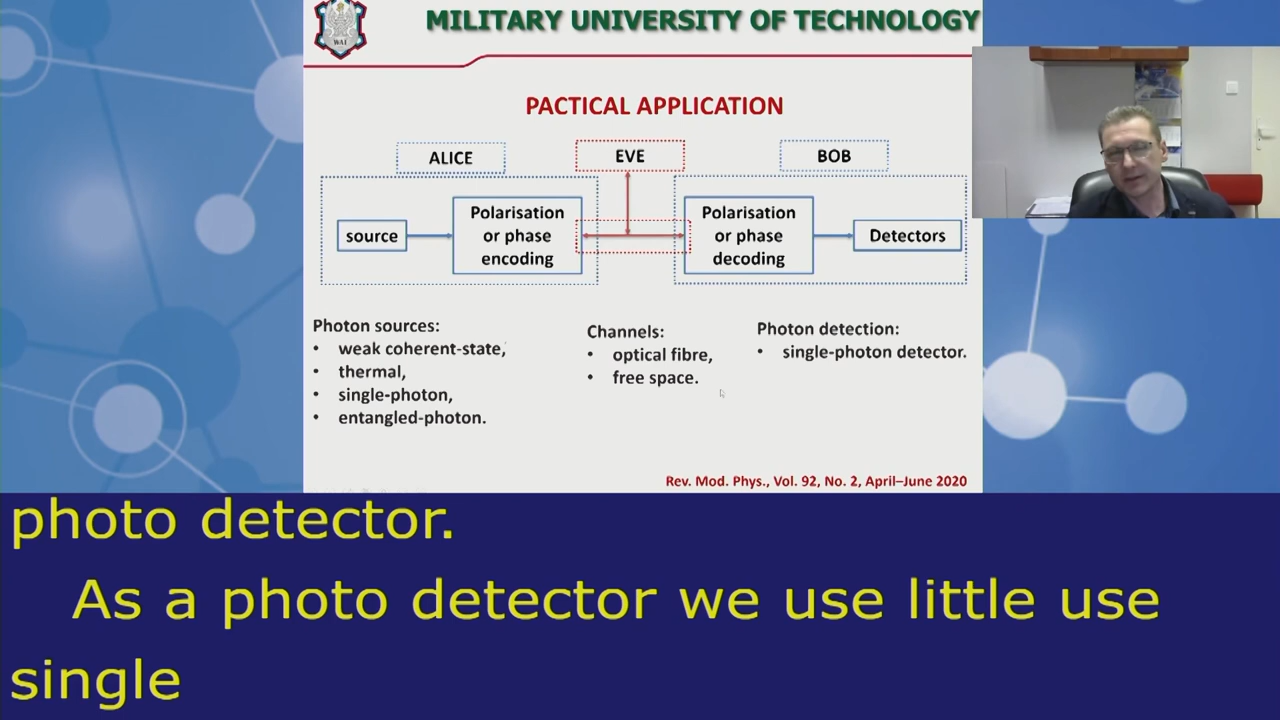 WAT
MILITARY UNIVERSITY OF TECHNOLOGY
PACTICAL APPLICATION
ALICE
EVE
BOB
source
Polarisation
or phase
encoding
Polarisation
or phase
decoding
Detectors
Photon sources:
• weak coherent-state,
• thermal,
• single-photon,
• entangled-photon.
Channels:
• optical fibre,
• free space.
Photon detection:
• single-photon detector.
Rev. Mod. Phys., Vol. 92, No. 2, April–June 2020
photo detector.
As a photo detector we use little use
single